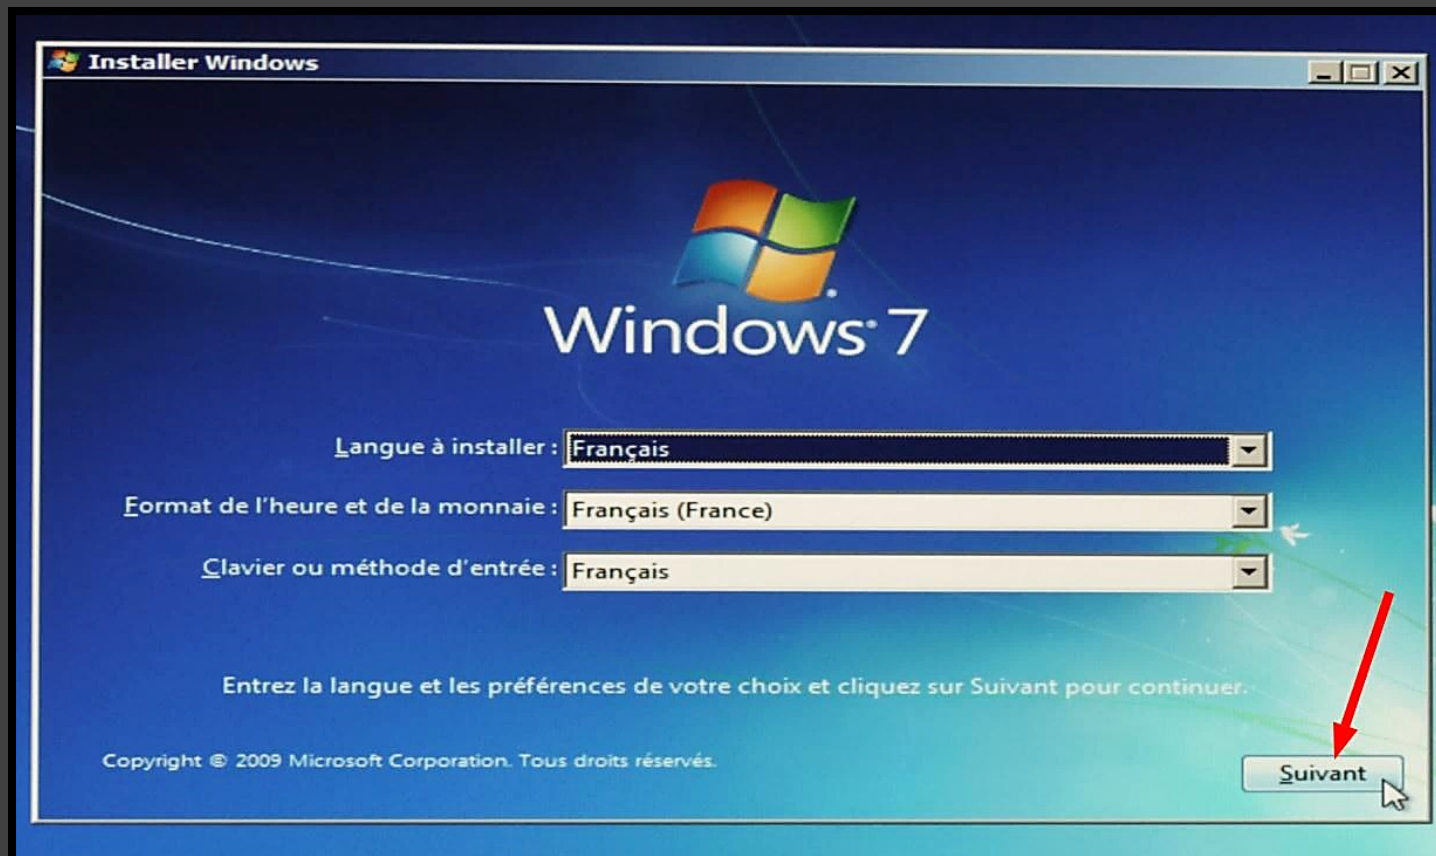 Installer Windows
Windows® 7
Langue à installer : Français
Format de l'heure et de la monnaie : Français (France)
Clavier ou méthode d'entrée : Français
Entrez la langue et les préférences de votre choix et cliquez sur Suivant pour continuer.
Copyright © 2009 Microsoft Corporation. Tous droits réservés.
Suivant